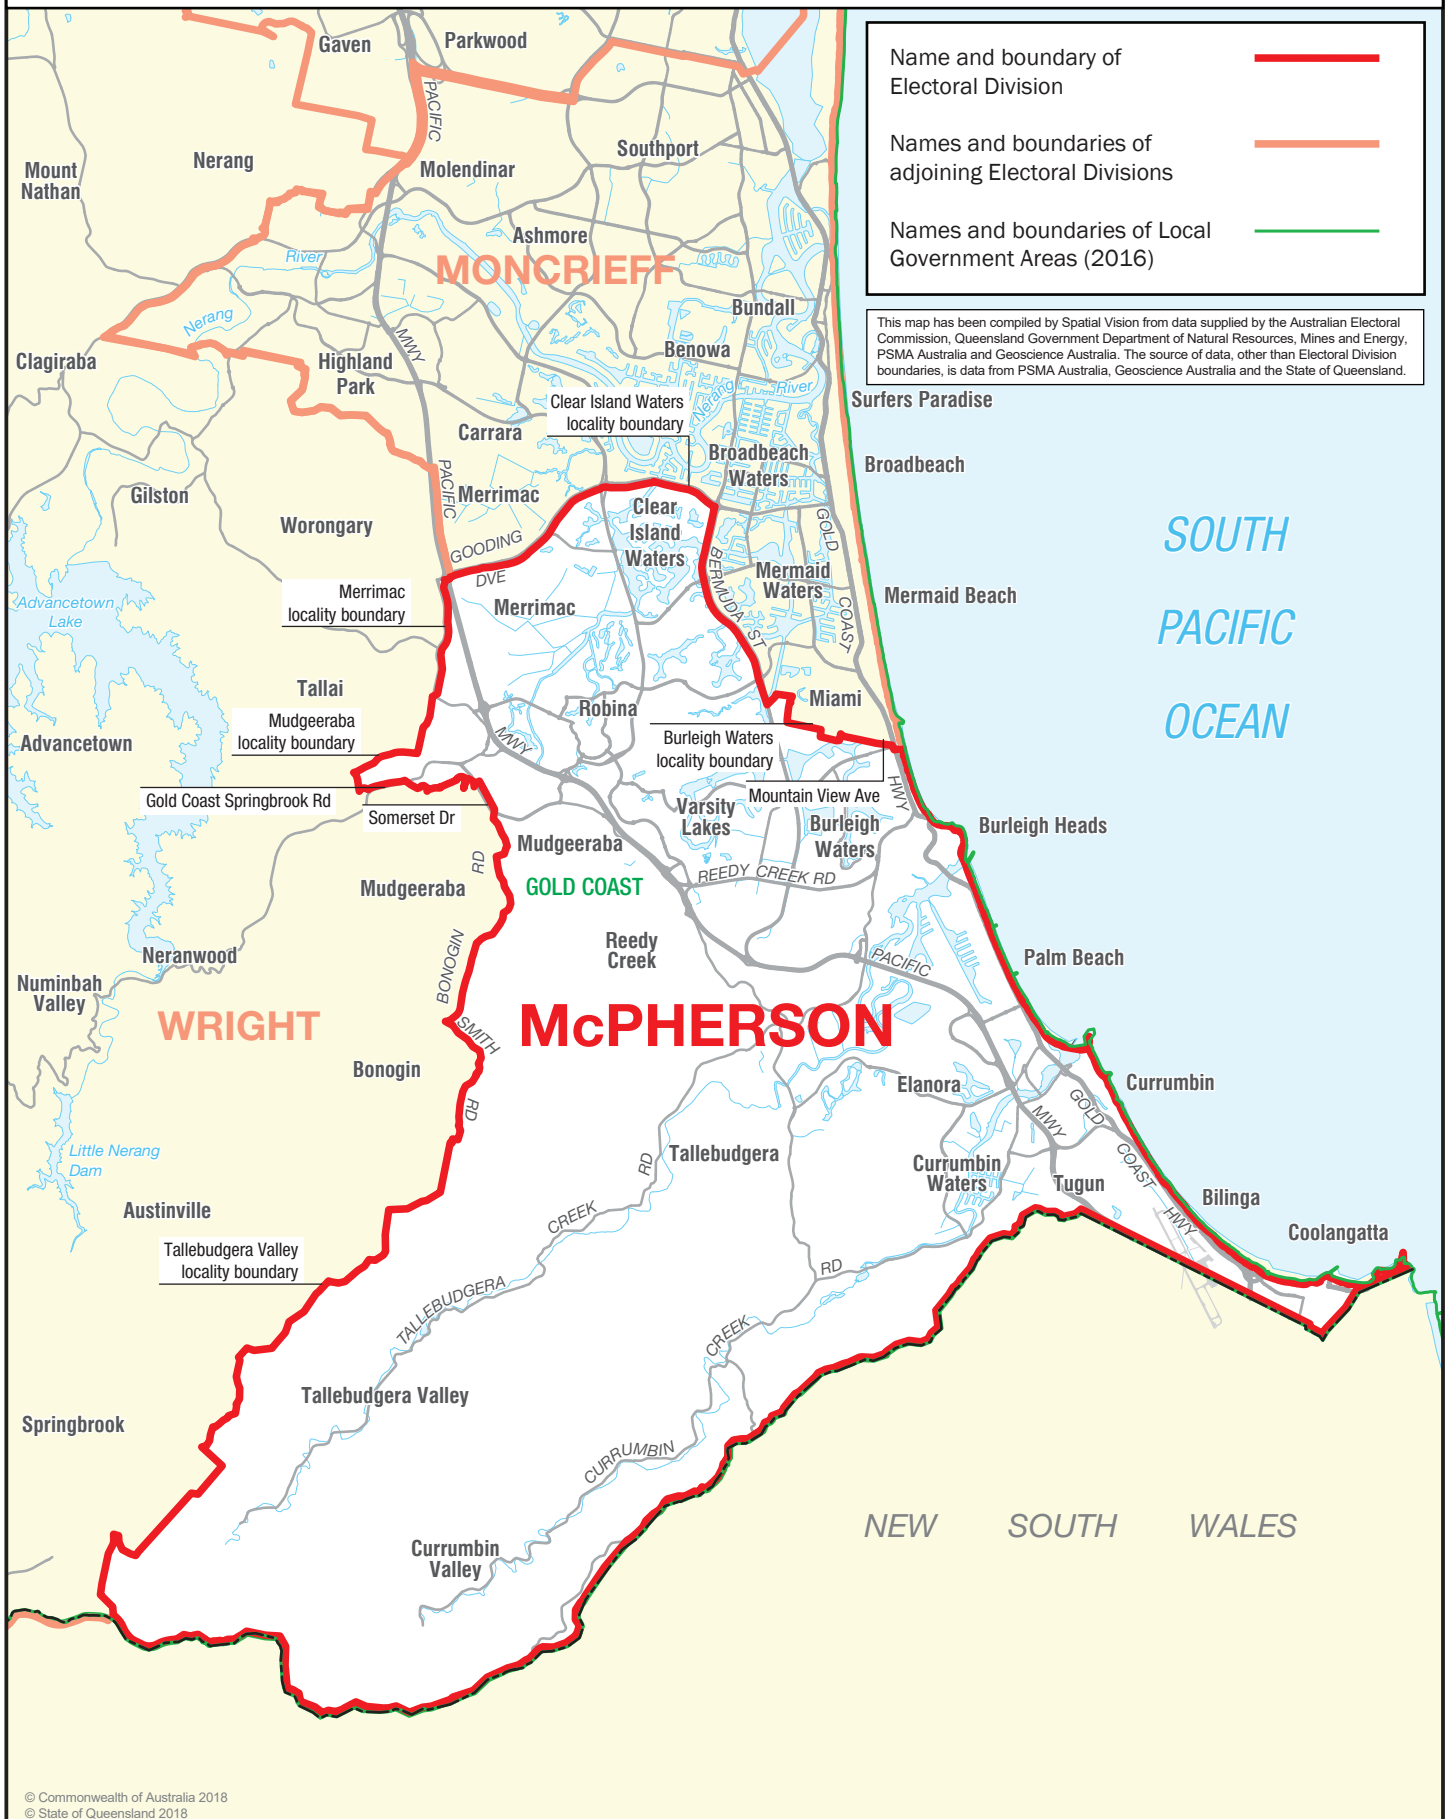 Name and boundary of
Electoral Division
Names and boundaries of
adjoining Electoral Divisions
Names and boundaries of Local
Government Areas (2016)
This map has been compiled by Spatial Vision from data supplied by the Australian Electoral
Commission, Queensland Government Department of Natural Resources, Mines and Energy,
PSMA Australia and Geoscience Australia. The source of data, other than Electoral Division
boundaries, is data from PSMA Australia, Geoscience Australia and the State of Queensland.
Gaven
Parkwood
PACIFIC
Southport
Nerang
Mount
Nathan
Molendinar
Ashmore
River
MONCRIEFF
Bundall
Nerang
MWY
Benowa
Clagiraba
Highland
Park
Nerang
River
Surfers Paradise
Clear Island Waters
locality boundary
Carrara
Broadbeach
Waters
Broadbeach
PACIFIC
Merrimac
Gilston
Clear
Island
Waters
GOLD
Worongary
GOODING
DVE
SOUTH
PACIFIC
OCEAN
BERMUDA ST
Mermaid
Waters
COAST
Mermaid Beach
Merrimac
locality boundary
Merrimac
Advancetown
Lake
Tallai
Robina
Miami
Mudgeeraba
locality boundary
Advancetown
MWY
Burleigh Waters
locality boundary
Gold Coast Springbrook Rd
Mountain View Ave
HWY
Somerset Dr
Varsity
Lakes
Burleigh
Waters
Burleigh Heads
Mudgeeraba
RD
REEDY CREEK RD
Mudgeeraba
GOLD COAST
Reedy
Creek
BONOGIN
Neranwood
PACIFIC
Palm Beach
Numinbah
Valley
WRIGHT
SMITH
McPHERSON
Bonogin
RD
Elanora
Currumbin
MWY
GOLD
COAST
HWY
Little Nerang
Dam
Tallebudgera
RD
Currumbin
Waters
Tugun
Bilinga
Austinville
CREEK
Coolangatta
Tallebudgera Valley
locality boundary
RD
TALLEBUDGERA
CREEK
Tallebudgera Valley
Springbrook
CURRUMBIN
Currumbin
Valley
NEW SOUTH WALES
© Commonwealth of Australia 2018
© State of Queensland 2018